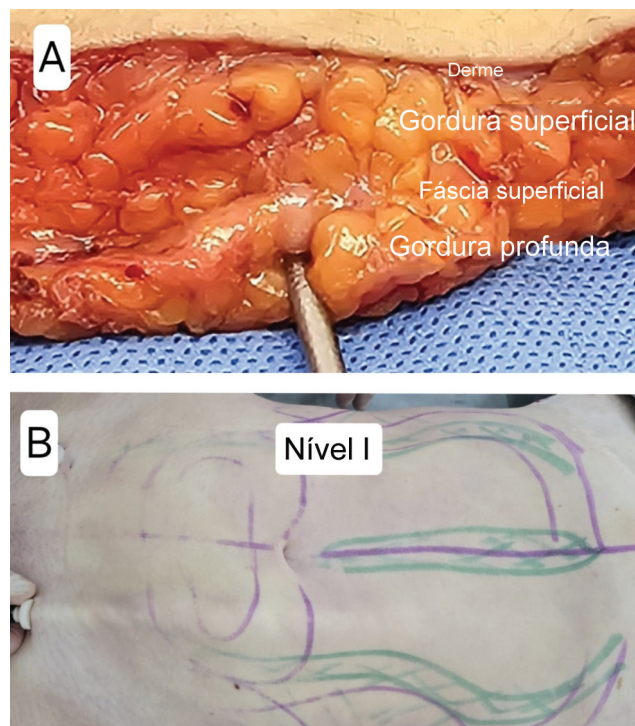 A
Derme
Gordura superficial
Fáscia superficial
Gordura profunda
B
Nível I